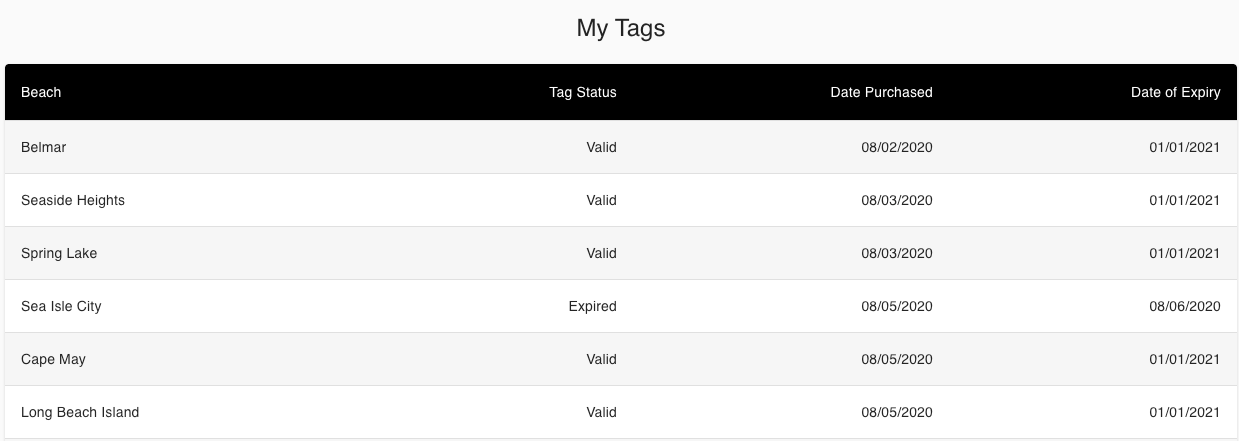 My Tags
Beach Tag Status Date Purchased Date of Expiry
Belmar Valid 08/02/2020 01/01/2021
Seaside Heights Valid 08/03/2020 01/01/2021
Spring Lake Valid 08/03/2020 01/01/2021
Sea Isle City Expired 08/05/2020 08/06/2020
Cape May Valid 08/05/2020 01/01/2021
Long Beach Island Valid 08/05/2020 01/01/2021